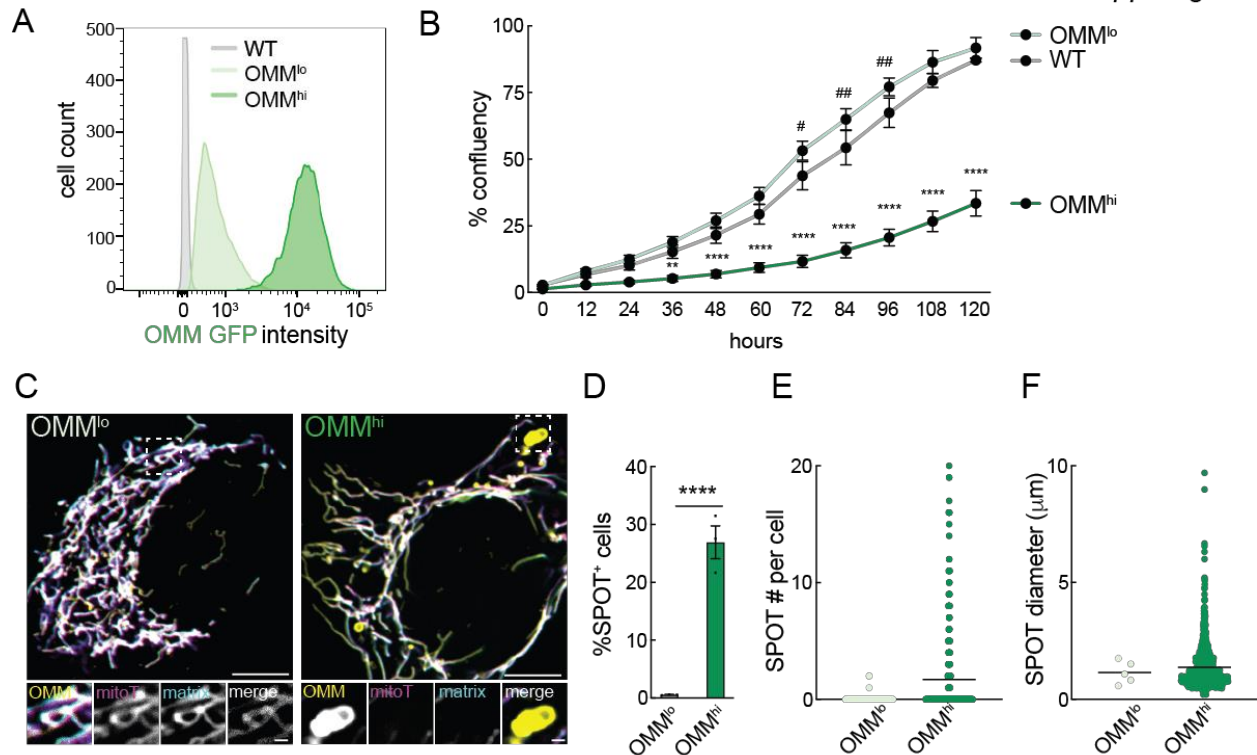 A
500
400
300
200
100
0
cell count
WT
OMMlo
OMMhi
0 10³ 10⁴ 10⁵
OMM GFP intensity
B
100
75
50
25
0
% confluency
# ## ##
** **** **** **** **** **** **** ****
0 12 24 36 48 60 72 84 96 108 120
hours
OMMlo
WT
OMMhi
C
OMMlo
OMMhi
OMM mitoT matrix merge
OMM mitoT matrix merge
D
40
30
20
10
0
%SPOT⁺ cells
****
OMMlo OMMhi
E
20
10
0
SPOT # per cell
OMMlo OMMhi
F
10
5
0
SPOT diameter (μm)
OMMlo OMMhi